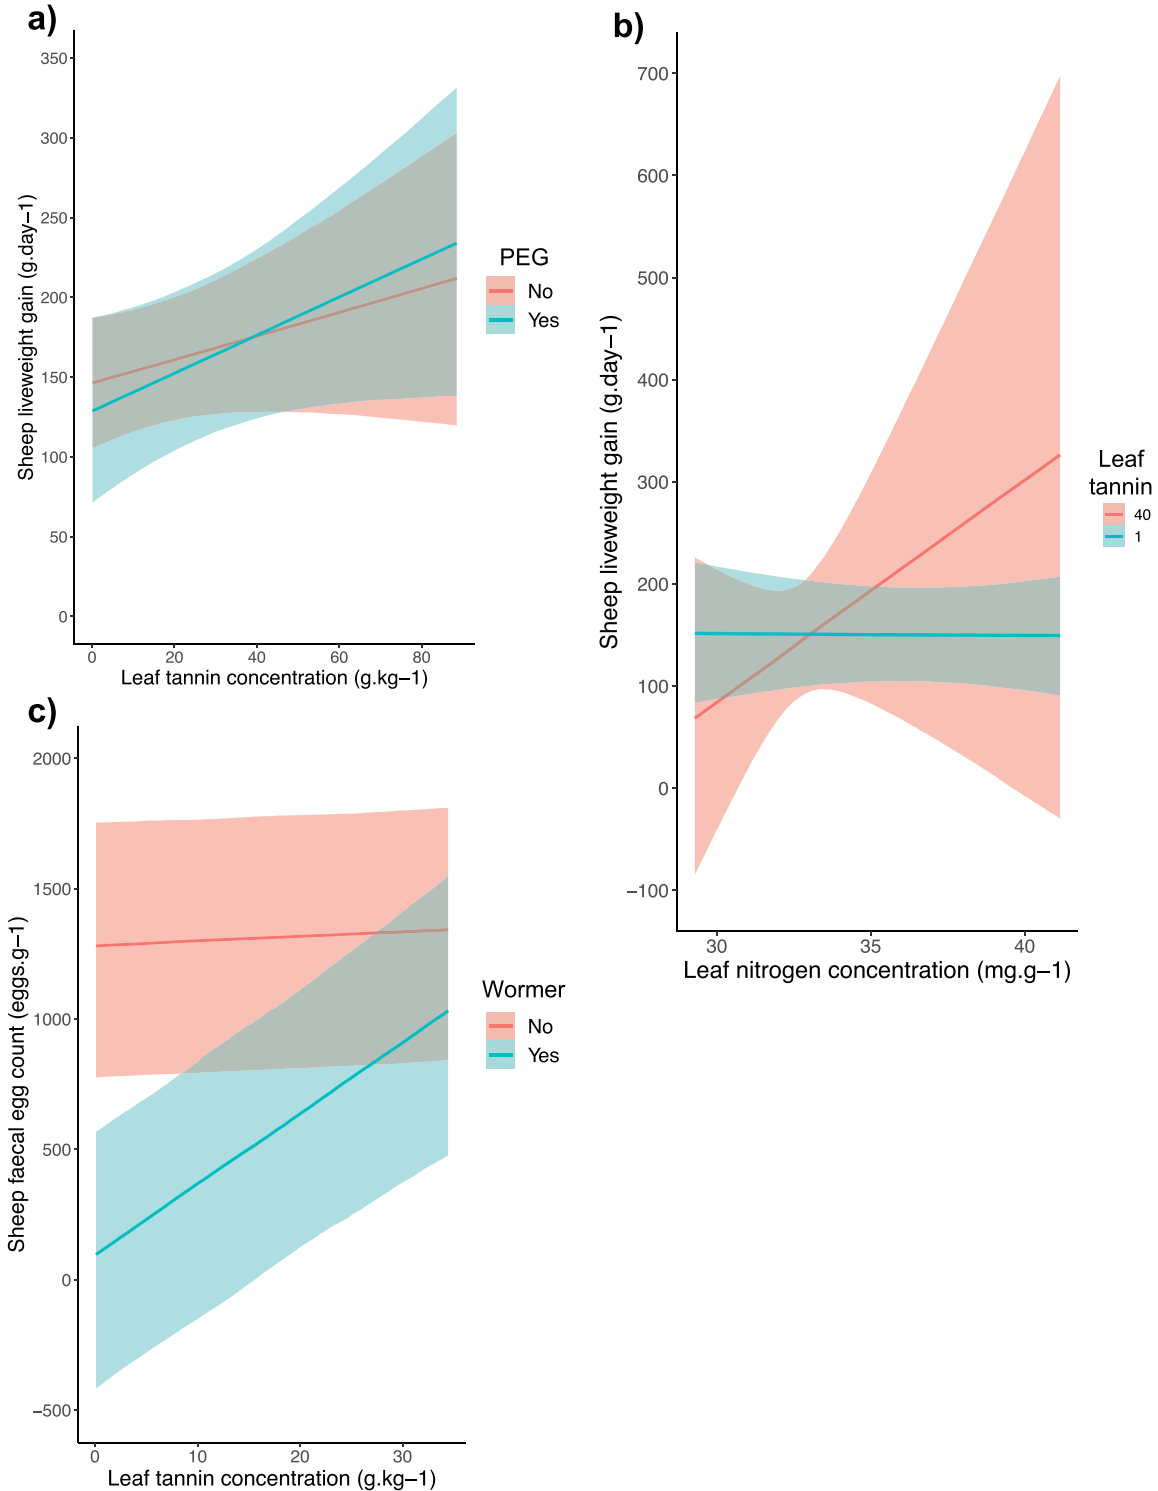 a)
350
300
250
200
150
100
50
0
Sheep liveweight gain (g.day−1)
0 20 40 60 80
Leaf tannin concentration (g.kg−1)
PEG
No
Yes
b)
700
600
500
400
300
200
100
0
−100
Sheep liveweight gain (g.day−1)
30 35 40
Leaf nitrogen concentration (mg.g−1)
Leaf
tannin
40
1
c)
2000
1500
1000
500
0
−500
Sheep faecal egg count (eggs.g−1)
0 10 20 30
Leaf tannin concentration (g.kg−1)
Wormer
No
Yes